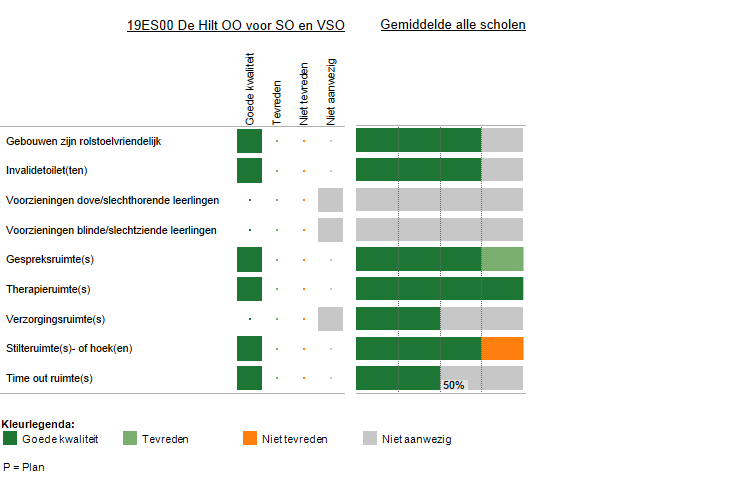 19ES00 De Hilt OO voor SO en VSO
Gemiddelde alle scholen
Goede kwaliteit
Tevreden
Niet tevreden
Niet aanwezig
Gebouwen zijn rolstoelvriendelijk
Invalidetoilet(ten)
Voorzieningen dove/slechthorende leerlingen
Voorzieningen blinde/slechtziende leerlingen
Gespreksruimte(s)
Therapieruimte(s)
Verzorgingsruimte(s)
Stilteruimte(s)- of hoek(en)
Time out ruimte(s)
50%
Kleurlegenda:
Goede kwaliteit
Tevreden
Niet tevreden
Niet aanwezig
P = Plan